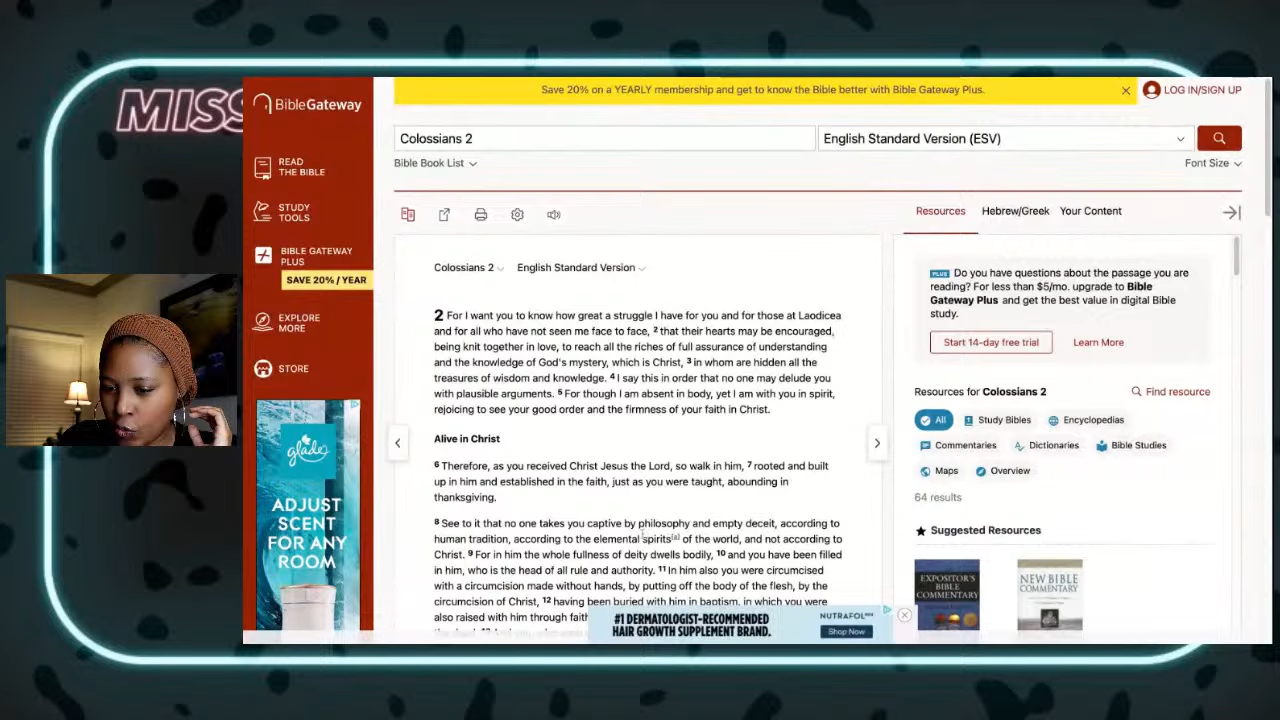 MISS
BibleGateway
Save 20% on a YEARLY membership and get to know the Bible better with Bible Gateway Plus.
LOG IN/SIGN UP
Colossians 2
English Standard Version (ESV)
Bible Book List
Font Size
READ
THE BIBLE
STUDY
TOOLS
BIBLE GATEWAY
PLUS
SAVE 20% / YEAR
EXPLORE
MORE
STORE
glade
ADJUST
SCENT
FOR ANY
ROOM
Resources
Hebrew/Greek
Your Content
Colossians 2
English Standard Version
2 For I want you to know how great a struggle I have for you and for those at Laodicea
and for all who have not seen me face to face, 2 that their hearts may be encouraged,
being knit together in love, to reach all the riches of full assurance of understanding
and the knowledge of God's mystery, which is Christ, 3 in whom are hidden all the
treasures of wisdom and knowledge. 4 I say this in order that no one may delude you
with plausible arguments. 5 For though I am absent in body, yet I am with you in spirit,
rejoicing to see your good order and the firmness of your faith in Christ.
Alive in Christ
6 Therefore, as you received Christ Jesus the Lord, so walk in him, 7 rooted and built
up in him and established in the faith, just as you were taught, abounding in
thanksgiving.
8 See to it that no one takes you captive by philosophy and empty deceit, according to
human tradition, according to the elemental spirits[a] of the world, and not according to
Christ. 9 For in him the whole fullness of deity dwells bodily, 10 and you have been filled
in him, who is the head of all rule and authority. 11 In him also you were circumcised
with a circumcision made without hands, by putting off the body of the flesh, by the
circumcision of Christ, 12 having been buried with him in baptism, in which you were
also raised with him through faith
PLUS Do you have questions about the passage you are
reading? For less than $5/mo. upgrade to Bible
Gateway Plus and get the best value in digital Bible
study.
Start 14-day free trial
Learn More
Resources for Colossians 2
Find resource
All
Study Bibles
Encyclopedias
Commentaries
Dictionaries
Bible Studies
Maps
Overview
64 results
Suggested Resources
EXPOSITOR'S
BIBLE
COMMENTARY
NEW BIBLE
COMMENTARY
#1 DERMATOLOGIST-RECOMMENDED
HAIR GROWTH SUPPLEMENT BRAND.
NUTRAFOL
Shop Now